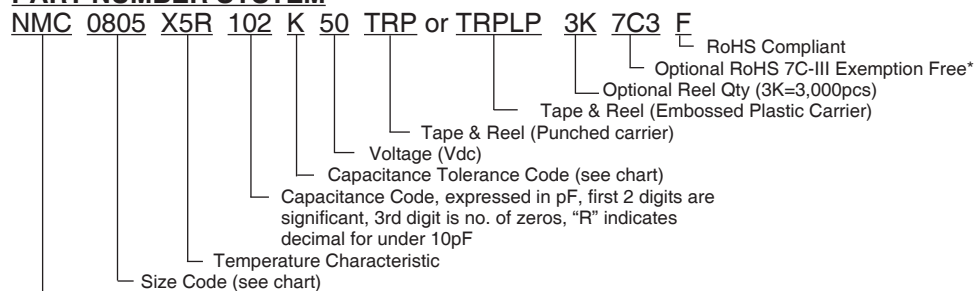 PART NUMBER SYSTEM
NMC 0805 X5R 102 K 50 TRP or TRPLP 3K 7C3 F
RoHS Compliant
Optional RoHS 7C-III Exemption Free*
Optional Reel Qty (3K=3,000pcs)
Tape & Reel (Embossed Plastic Carrier)
Tape & Reel (Punched carrier)
Voltage (Vdc)
Capacitance Tolerance Code (see chart)
Capacitance Code, expressed in pF, first 2 digits are
significant, 3rd digit is no. of zeros, “R” indicates
decimal for under 10pF
Temperature Characteristic
Size Code (see chart)